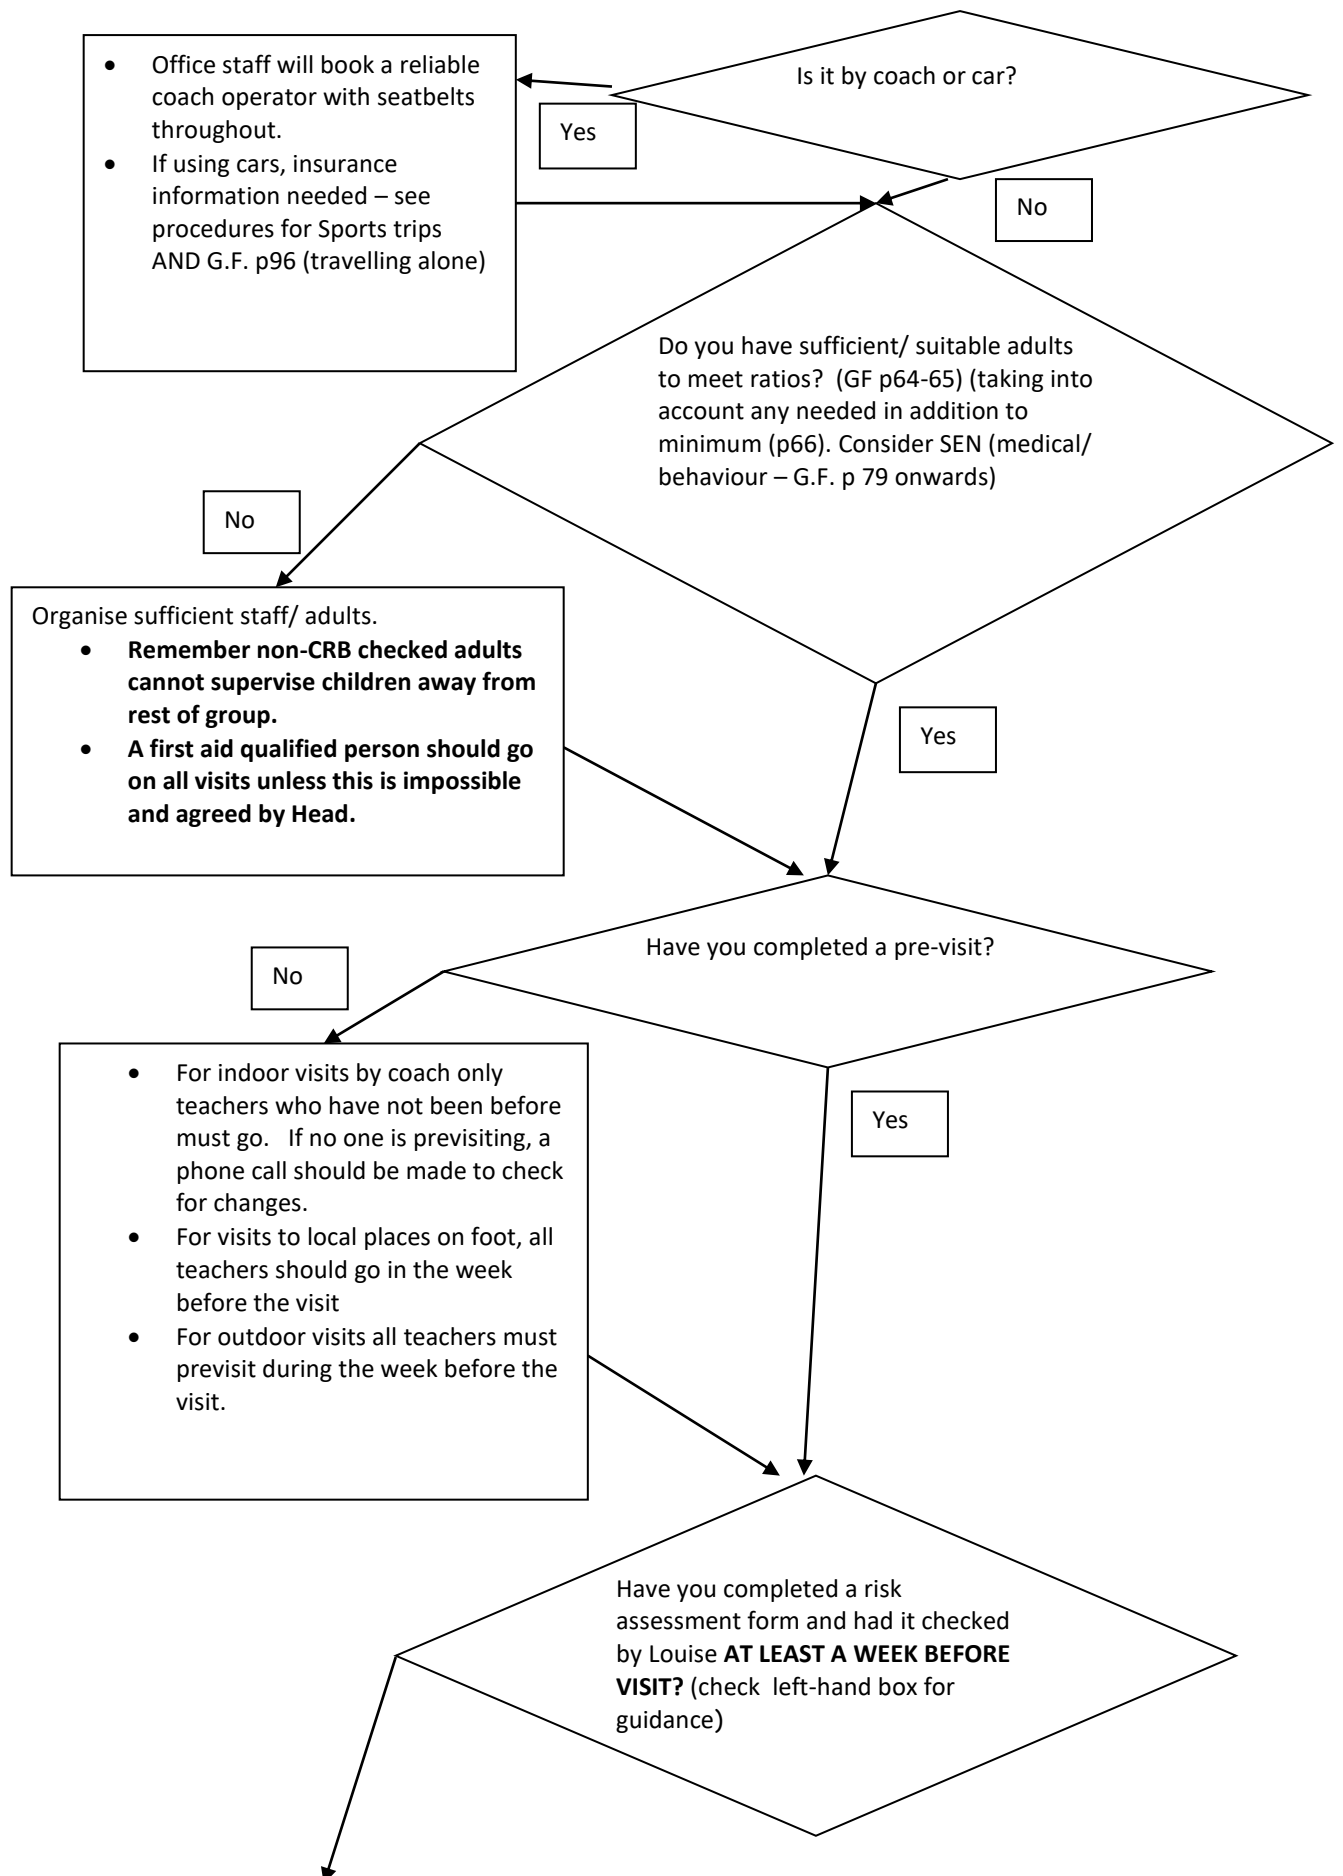 Is it by coach or car?
• Office staff will book a reliable
coach operator with seatbelts
throughout.
• If using cars, insurance
information needed – see
procedures for Sports trips
AND G.F. p96 (travelling alone)
Yes
No
Do you have sufficient/ suitable adults
to meet ratios?  (GF p64-65) (taking into
account any needed in addition to
minimum (p66). Consider SEN (medical/
behaviour – G.F. p 79 onwards)
No
Organise sufficient staff/ adults.
• Remember non-CRB checked adults
cannot supervise children away from
rest of group.
• A first aid qualified person should go
on all visits unless this is impossible
and agreed by Head.
Yes
Have you completed a pre-visit?
No
• For indoor visits by coach only
teachers who have not been before
must go.   If no one is previsiting, a
phone call should be made to check
for changes.
• For visits to local places on foot, all
teachers should go in the week
before the visit
• For outdoor visits all teachers must
previsit during the week before the
visit.
Yes
Have you completed a risk
assessment form and had it checked
by Louise AT LEAST A WEEK BEFORE
VISIT? (check  left-hand box for
guidance)